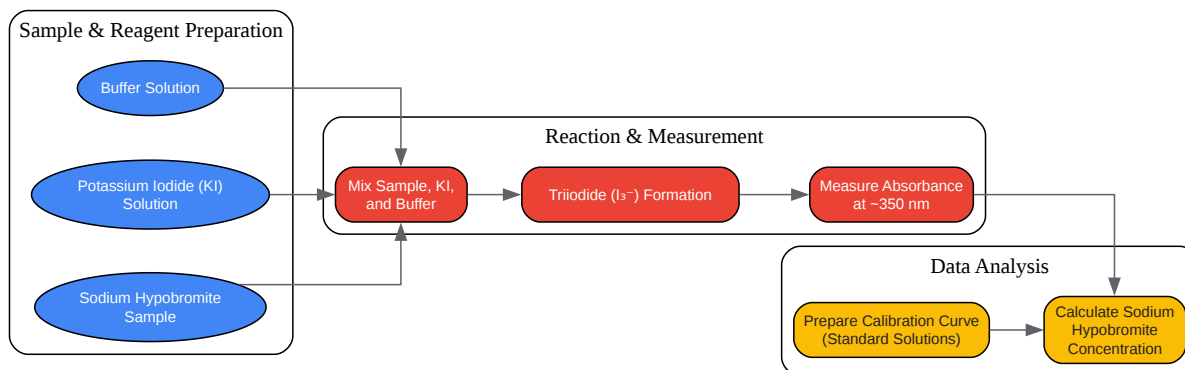 Sample & Reagent Preparation
Buffer Solution
Potassium Iodide (KI)
Solution
Sodium Hypobromite
Sample
Reaction & Measurement
Mix Sample, KI,
and Buffer
Triiodide (I₃⁻) Formation
Measure Absorbance
at ~350 nm
Data Analysis
Prepare Calibration Curve
(Standard Solutions)
Calculate Sodium
Hypobromite
Concentration